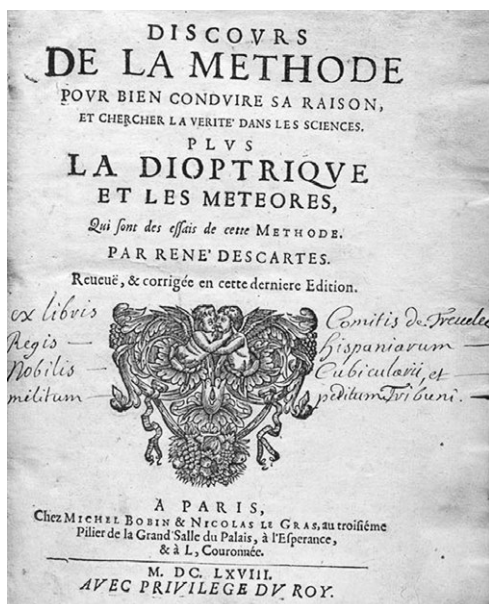 DISCOVRS
DE LA METHODE
POVR BIEN CONDVIRE SA RAISON,
ET CHERCHER LA VERITE' DANS LES SCIENCES.
PLVS
LA DIOPTRIQVE
ET LES METEORES,
Qui sont des essais de cette METHODE.
PAR RENE' DESCARTES.
Reueuë, & corrigée en cette derniere Edition.
ex libris Comitis de
Regis — hispaniarum
Nobilis Cubicularii, et
militum — peditum Tribuni.
A PARIS,
Chez MICHEL BOBIN & NICOLAS LE GRAS, au troisiéme
Pilier de la Grand'Salle du Palais, à l'Esperance,
& à L, Couronnée.
M. DC. LXVIII.
AVEC PRIVILEGE DV ROY.